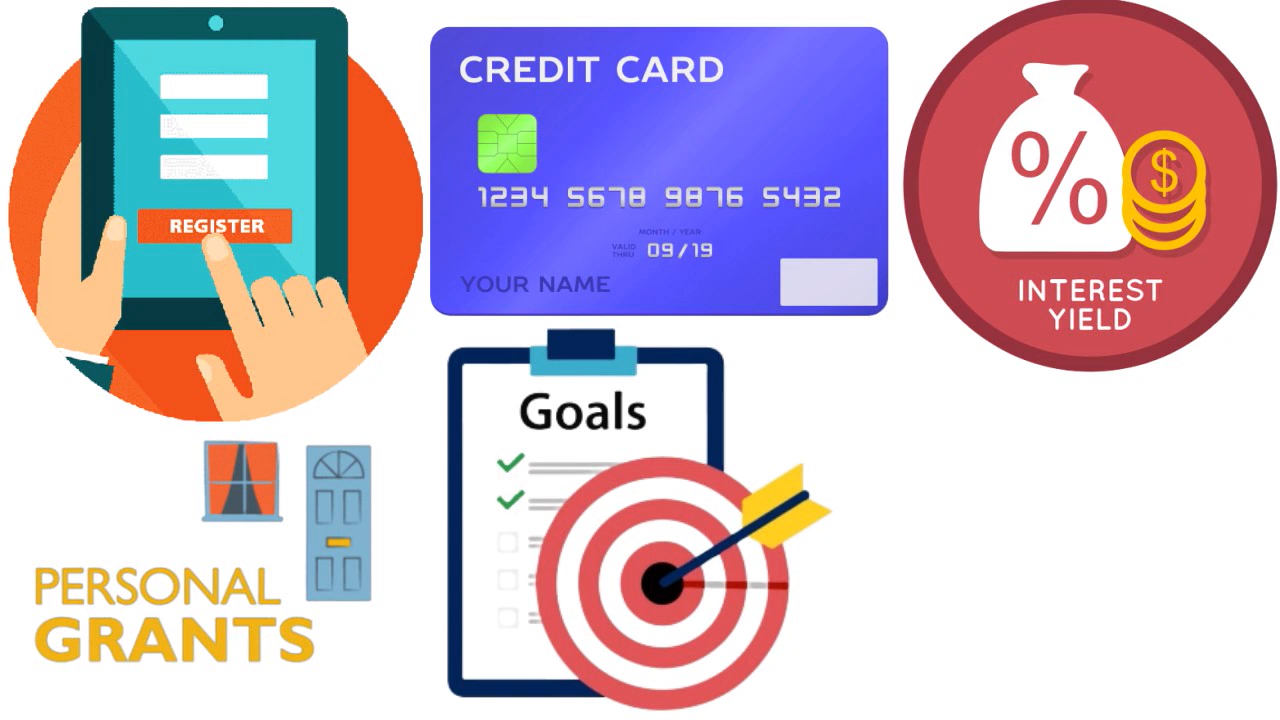 REGISTER
CREDIT CARD
1234 5678 9876 5432
MONTH / YEAR
VALID
THRU
09/19
YOUR NAME
%
$
INTEREST
YIELD
PERSONAL
GRANTS
Goals